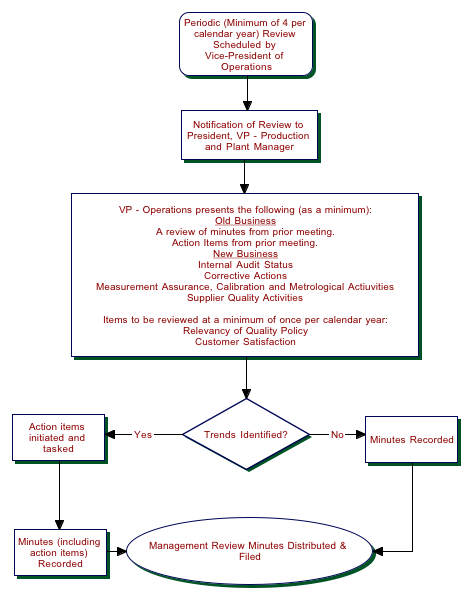 Periodic (Minimum of 4 per
calendar year) Review
Scheduled by
Vice-President of
Operations
Notification of Review to
President, VP - Production
and Plant Manager
VP - Operations presents the following (as a minimum):
Old Business
A review of minutes from prior meeting.
Action Items from prior meeting.
New Business
Internal Audit Status
Corrective Actions
Measurement Assurance, Calibration and Metrological Actiuvities
Supplier Quality Activities
Items to be reviewed at a minimum of once per calendar year:
Relevancy of Quality Policy
Customer Satisfaction
Trends Identified?
Yes
No
Action items
initiated and
tasked
Minutes Recorded
Minutes (including
action items)
Recorded
Management Review Minutes Distributed &
Filed